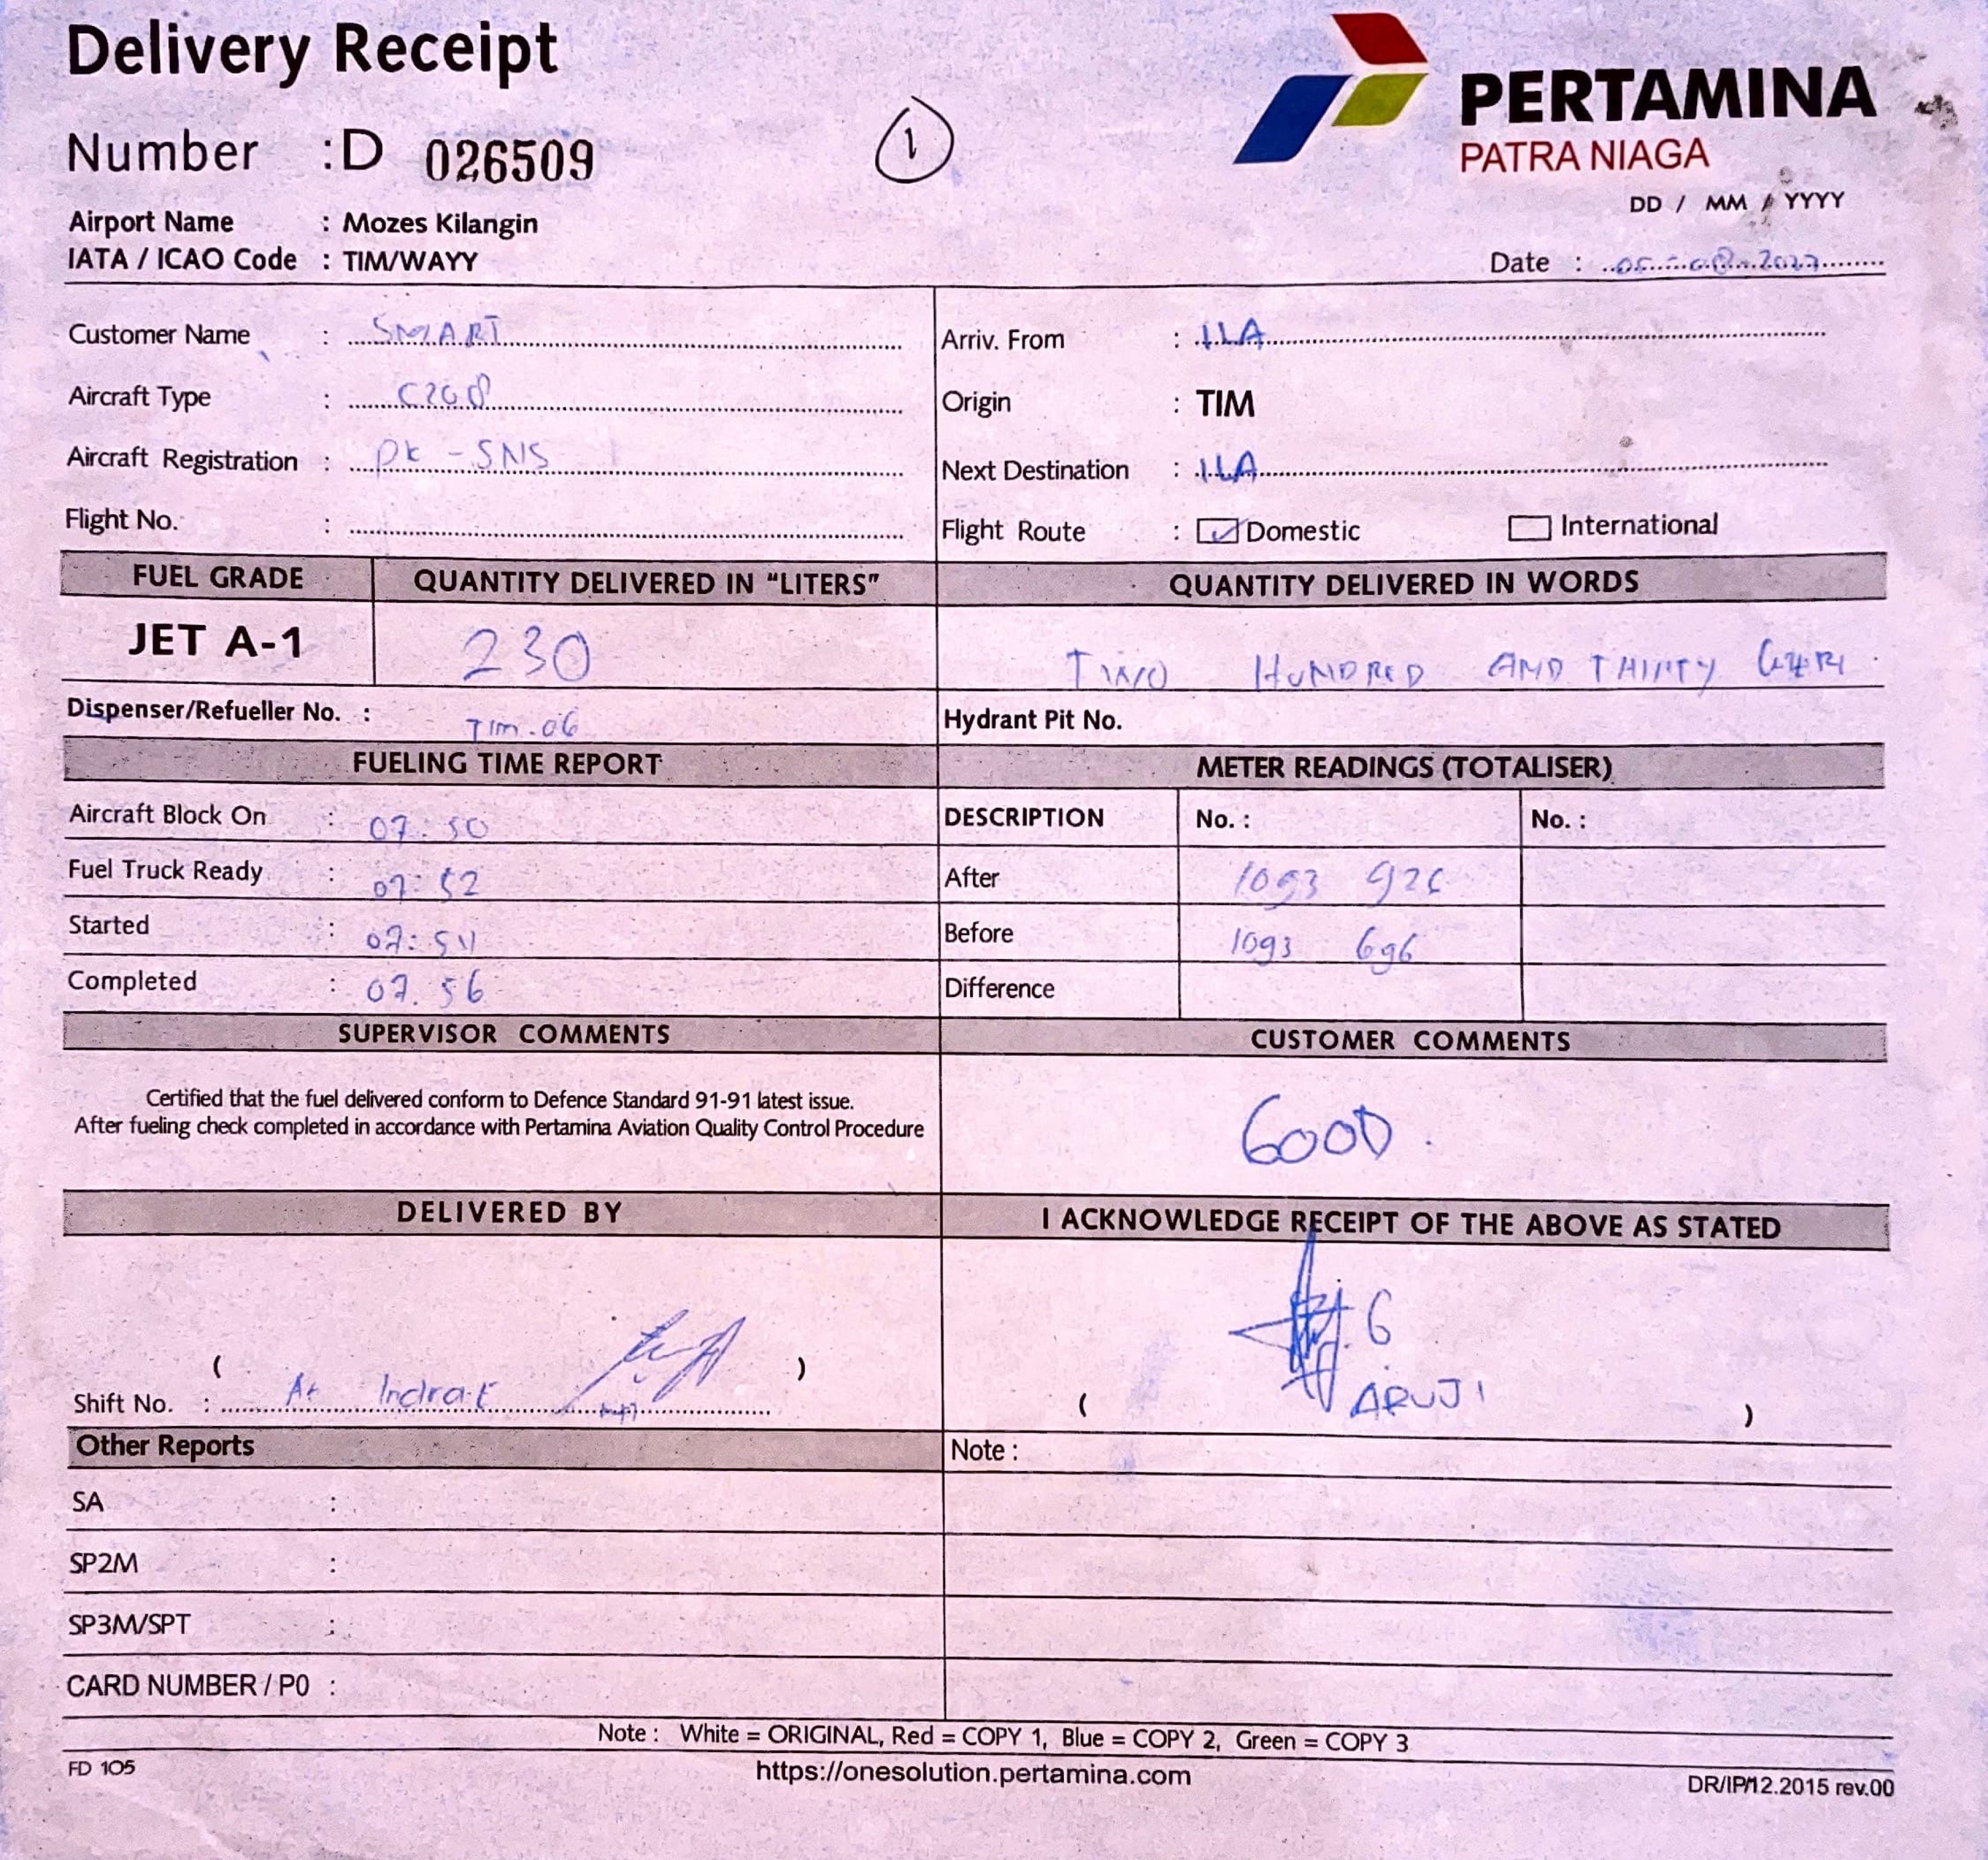 Delivery Receipt
PERTAMINA
PATRA NIAGA
Number : D 026509
1
DD / MM / YYYY
Airport Name : Mozes Kilangin
IATA / ICAO Code : TIM/WAYY
Date :
Customer Name : SMART
Arriv. From : ILA
Aircraft Type : C208
Origin : TIM
Aircraft Registration : PK - SNS
Next Destination : ILA
Flight No. :
Flight Route : Domestic International
FUEL GRADE QUANTITY DELIVERED IN "LITERS" QUANTITY DELIVERED IN WORDS
JET A-1 230 TWO HUNDRED AND THIRTY
Dispenser/Refueller No. : TIM-06
Hydrant Pit No.
FUELING TIME REPORT METER READINGS (TOTALISER)
Aircraft Block On : 07:50
DESCRIPTION No. : No. :
Fuel Truck Ready : 07:52
After 1093 926
Started : 07:54
Before 1093 696
Completed : 07.56
Difference
SUPERVISOR COMMENTS CUSTOMER COMMENTS
Certified that the fuel delivered conform to Defence Standard 91-91 latest issue.
After fueling check completed in accordance with Pertamina Aviation Quality Control Procedure
GOOD.
DELIVERED BY I ACKNOWLEDGE RECEIPT OF THE ABOVE AS STATED
( )
Shift No. : Indra
( ARUJI )
Other Reports Note :
SA :
SP2M :
SP3M/SPT :
CARD NUMBER / P0 :
Note : White = ORIGINAL, Red = COPY 1, Blue = COPY 2, Green = COPY 3
FD 105 https://onesolution.pertamina.com DR/IP/12.2015 rev.00